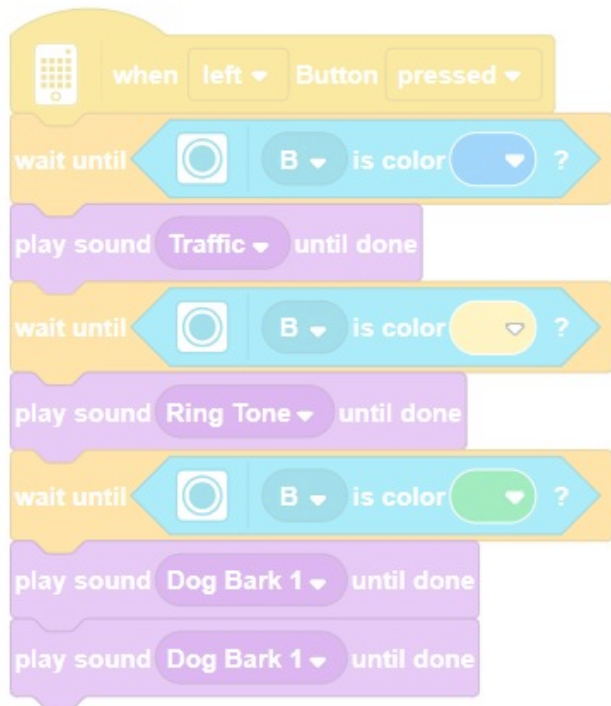 when left Button pressed
wait until B is color ?
play sound Traffic until done
wait until B is color ?
play sound Ring Tone until done
wait until B is color ?
play sound Dog Bark 1 until done
play sound Dog Bark 1 until done